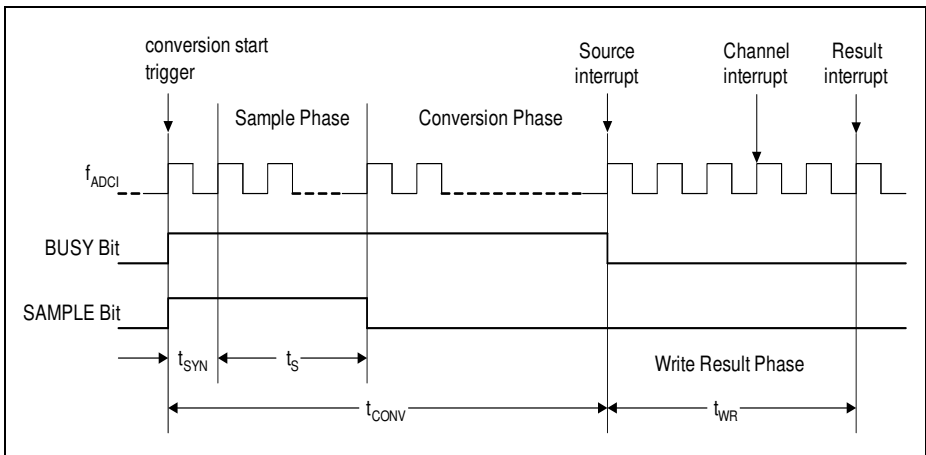 conversion start
trigger
Source
interrupt
Channel
interrupt
Result
interrupt
Sample Phase
Conversion Phase
fADCI
BUSY Bit
SAMPLE Bit
tSYN
tS
Write Result Phase
tCONV
tWR